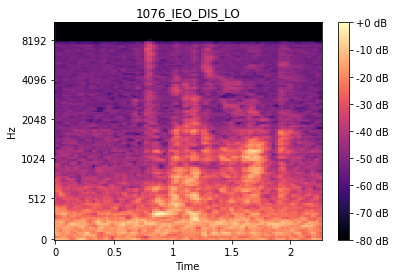 1076_IEO_DIS_LO
Hz
8192
4096
2048
1024
512
0
0
0.5
1
1.5
2
Time
+0 dB
-10 dB
-20 dB
-30 dB
-40 dB
-50 dB
-60 dB
-70 dB
-80 dB